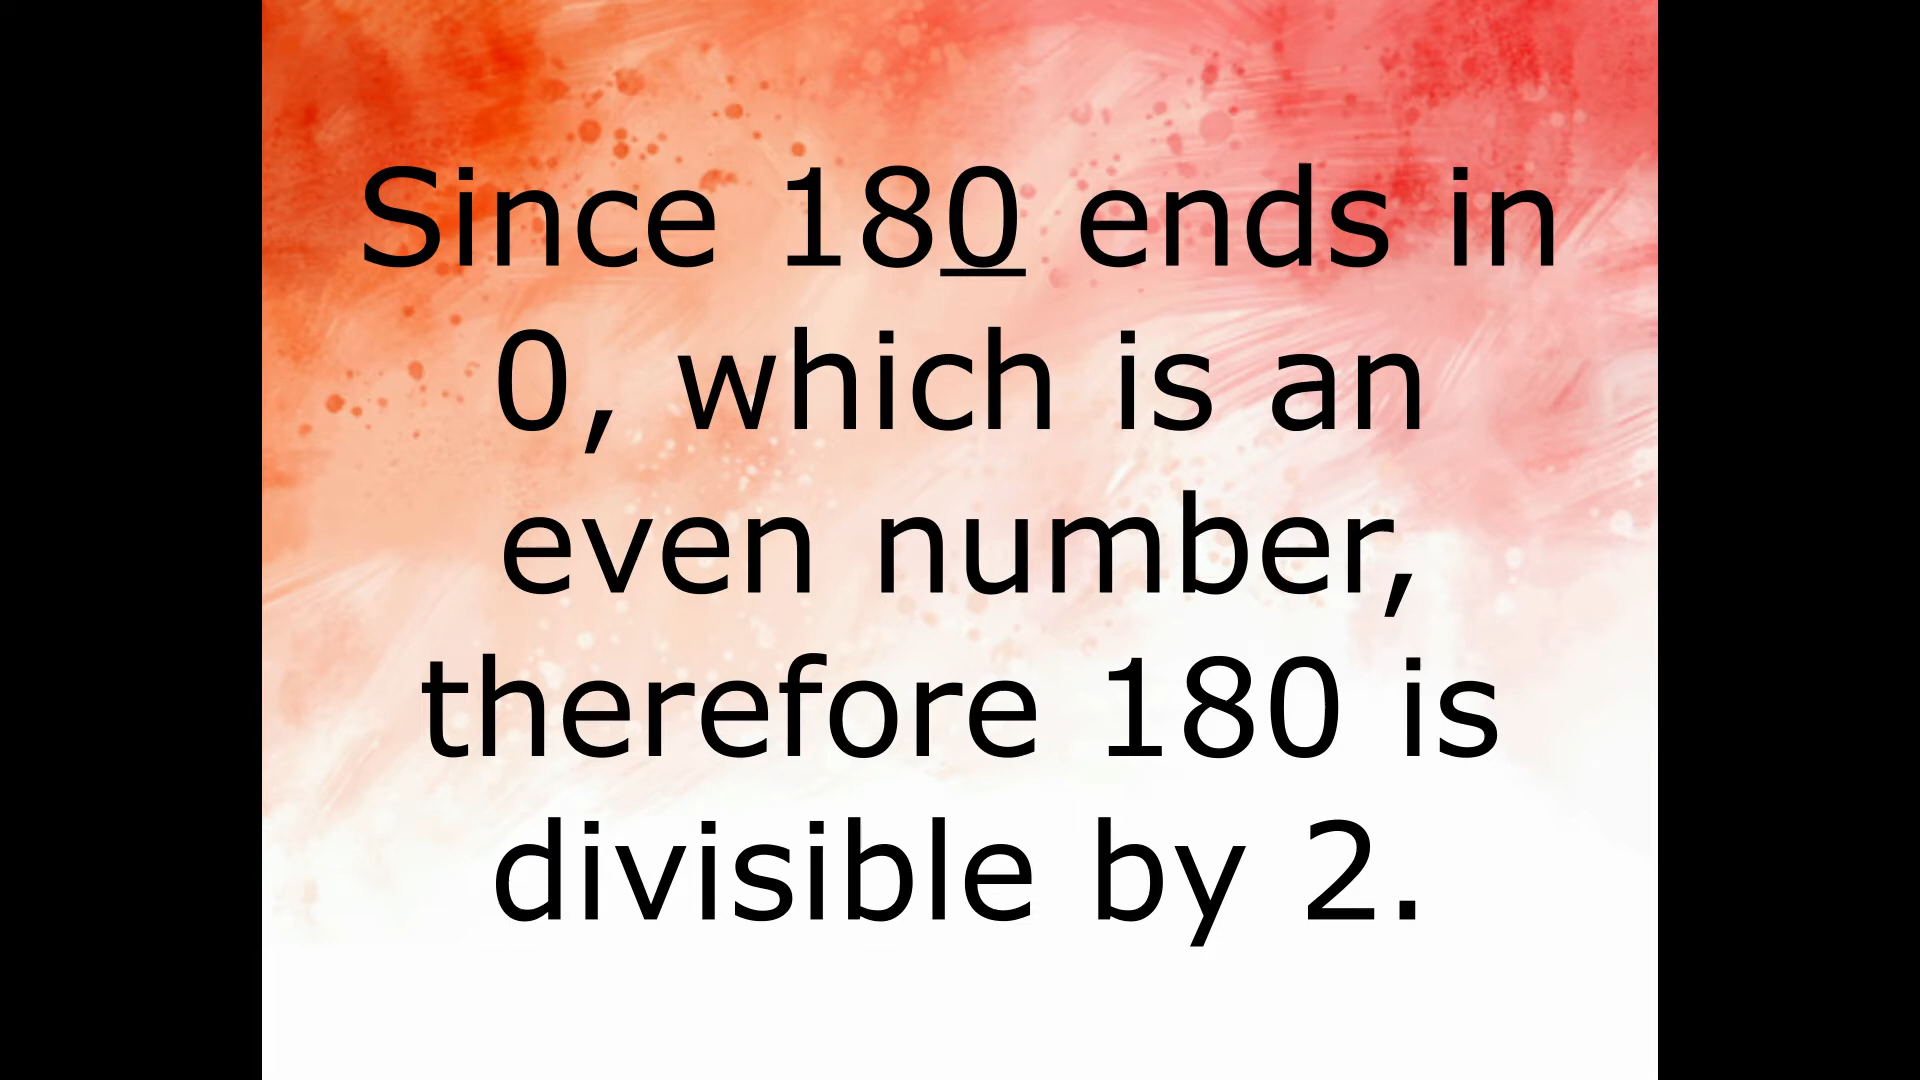 Since 180 ends in
0, which is an
even number,
therefore 180 is
divisible by 2.